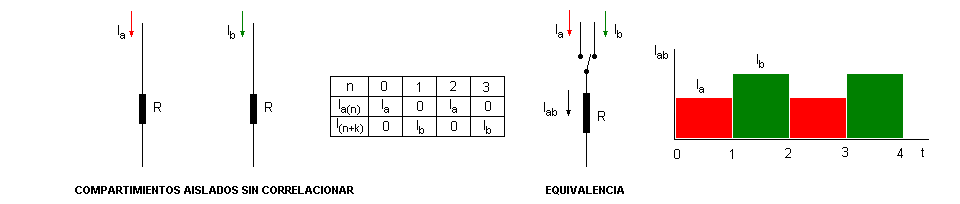 Ia
R
Ib
R
n 0 1 2 3
Ia(n) Ia 0 Ia 0
I(n+k) 0 Ib 0 Ib
Ia
Ib
Iab
R
Iab
Ia
Ib
0 1 2 3 4 t
COMPARTIMIENTOS AISLADOS SIN CORRELACIONAR
EQUIVALENCIA